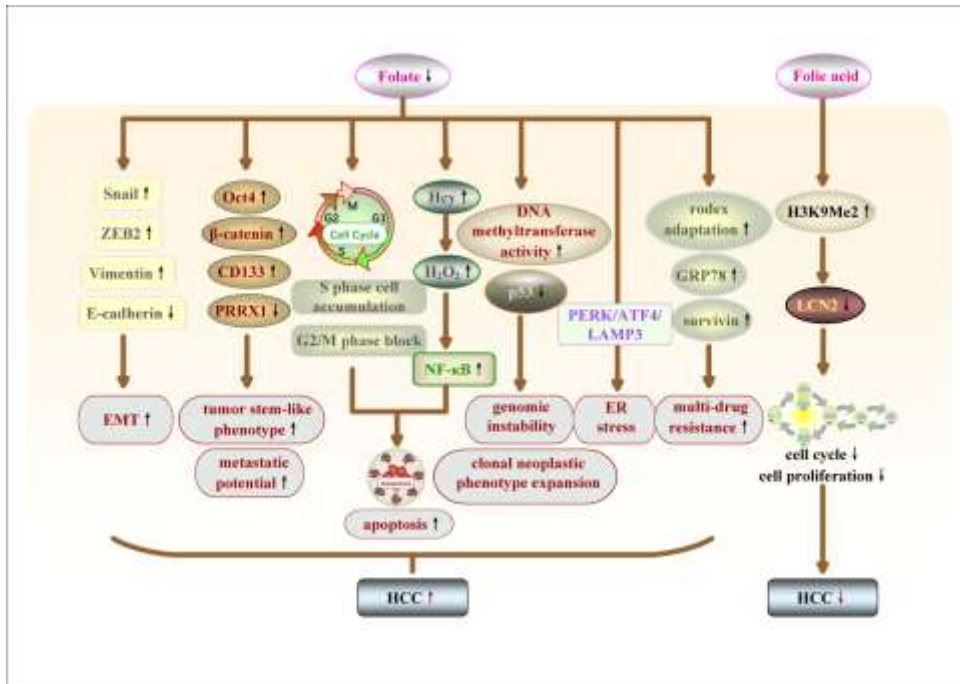 Folate ↓
Folic acid
Snail ↑
ZEB2 ↑
Vimentin ↑
E-cadherin ↓
Oct4 ↑
β-catenin ↑
CD133 ↑
PRRX1 ↓
M
G2
G1
Cell Cycle
S
S phase cell
accumulation
G2/M phase block
Hcy ↑
H₂O₂ ↑
NF-κB ↑
DNA
methyltransferase
activity ↑
p53 ↓
PERK/ATF4/
LAMP3
rodex
adaptation ↑
GRP78 ↑
survivin ↑
H3K9Me2 ↑
LCN2 ↓
EMT ↑
tumor stem-like
phenotype ↑
metastatic
potential ↑
apoptosis ↑
genomic
instability
ER
stress
multi-drug
resistance ↑
clonal neoplastic
phenotype expansion
cell cycle ↓
cell proliferation ↓
HCC ↑
HCC ↓